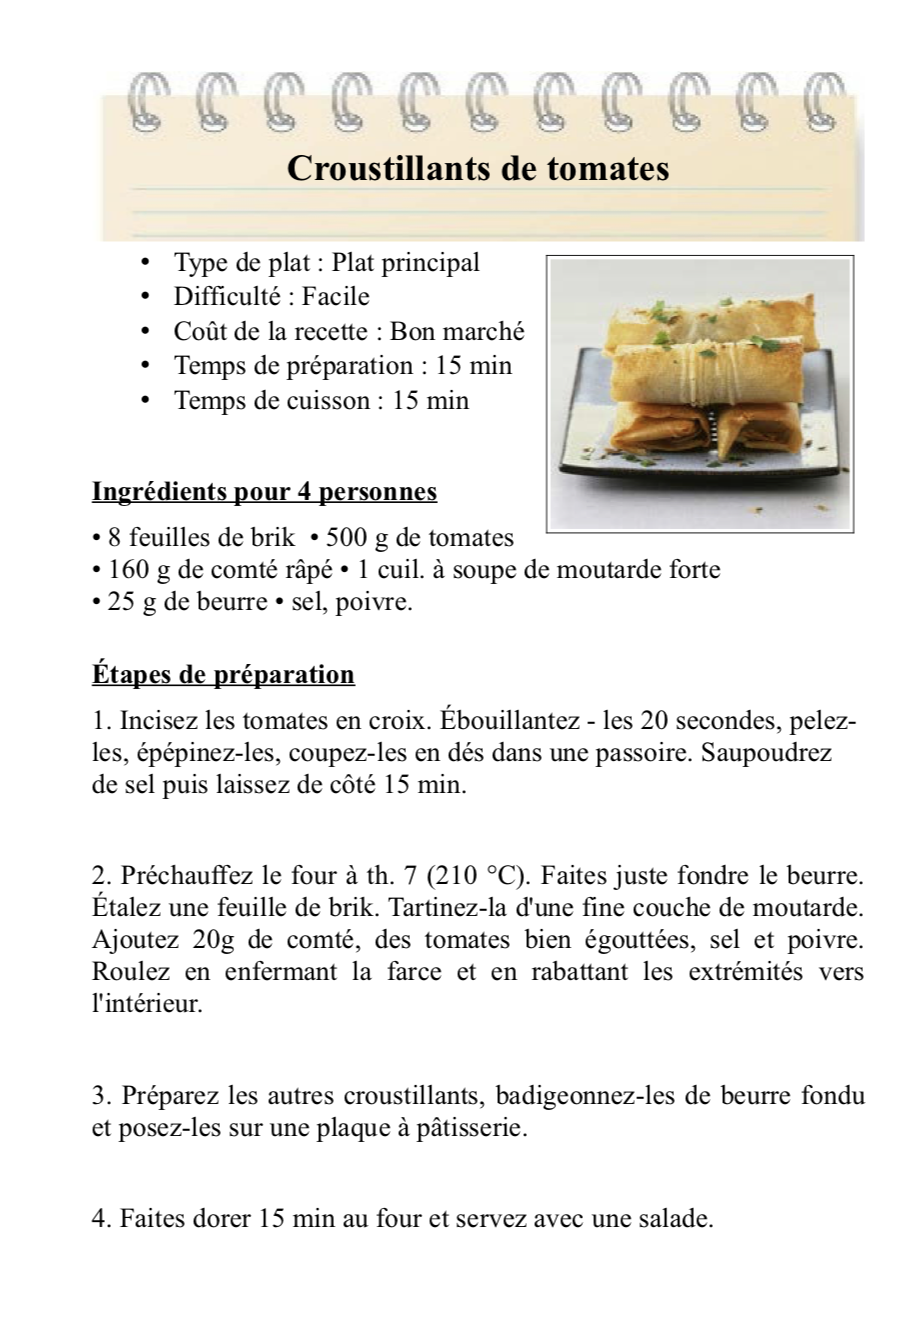 Croustillants de tomates
• Type de plat : Plat principal
• Difficulté : Facile
• Coût de la recette : Bon marché
• Temps de préparation : 15 min
• Temps de cuisson : 15 min
Ingrédients pour 4 personnes
• 8 feuilles de brik • 500 g de tomates
• 160 g de comté râpé • 1 cuil. à soupe de moutarde forte
• 25 g de beurre • sel, poivre.
Étapes de préparation
1. Incisez les tomates en croix. Ébouillantez - les 20 secondes, pelez-
les, épépinez-les, coupez-les en dés dans une passoire. Saupoudrez
de sel puis laissez de côté 15 min.
2. Préchauffez le four à th. 7 (210 °C). Faites juste fondre le beurre.
Étalez une feuille de brik. Tartinez-la d'une fine couche de moutarde.
Ajoutez 20g de comté, des tomates bien égouttées, sel et poivre.
Roulez en enfermant la farce et en rabattant les extrémités vers
l'intérieur.
3. Préparez les autres croustillants, badigeonnez-les de beurre fondu
et posez-les sur une plaque à pâtisserie.
4. Faites dorer 15 min au four et servez avec une salade.